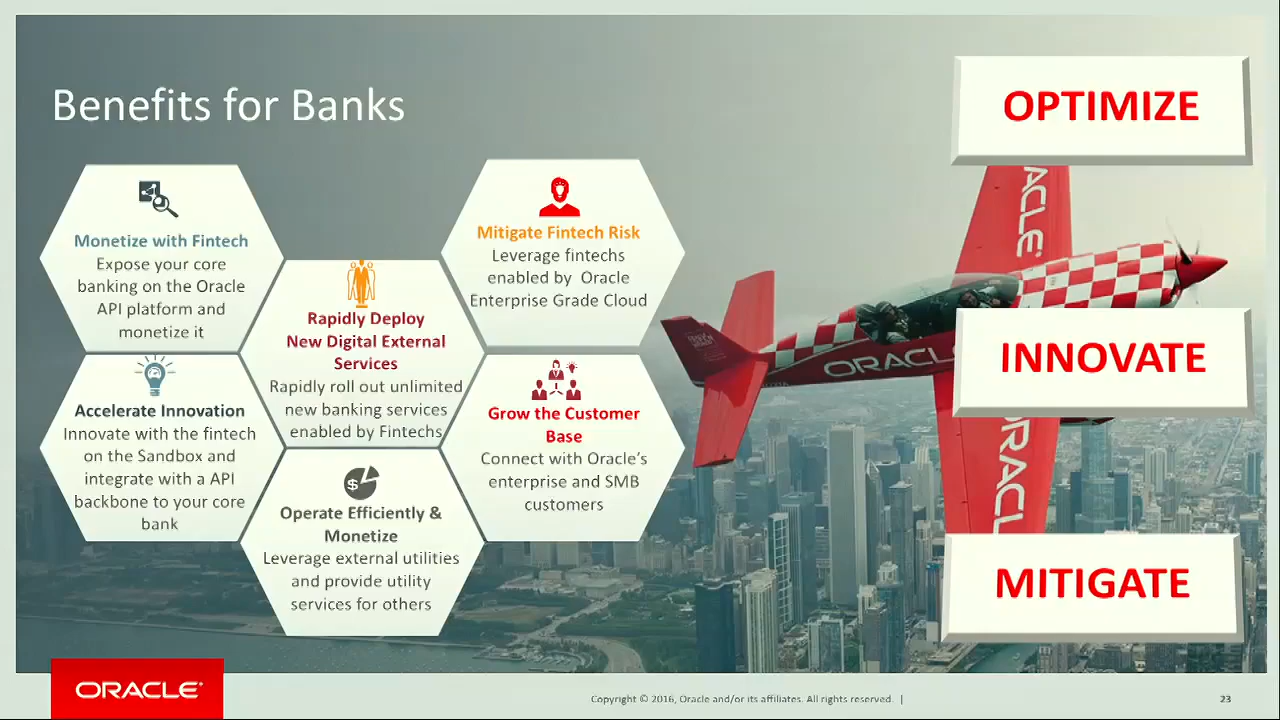 Benefits for Banks
OPTIMIZE
INNOVATE
MITIGATE
Monetize with Fintech
Expose your core
banking on the Oracle
API platform and
monetize it
Mitigate Fintech Risk
Leverage fintechs
enabled by Oracle
Enterprise Grade Cloud
Rapidly Deploy
New Digital External
Services
Rapidly roll out unlimited
new banking services
enabled by Fintechs
Accelerate Innovation
Innovate with the fintech
on the Sandbox and
integrate with a API
backbone to your core
bank
Grow the Customer
Base
Connect with Oracle's
enterprise and SMB
customers
$
Operate Efficiently &
Monetize
Leverage external utilities
and provide utility
services for others
ACLE
ORACL
ORACL
ORACLE
Copyright © 2016, Oracle and/or its affiliates. All rights reserved. |
23